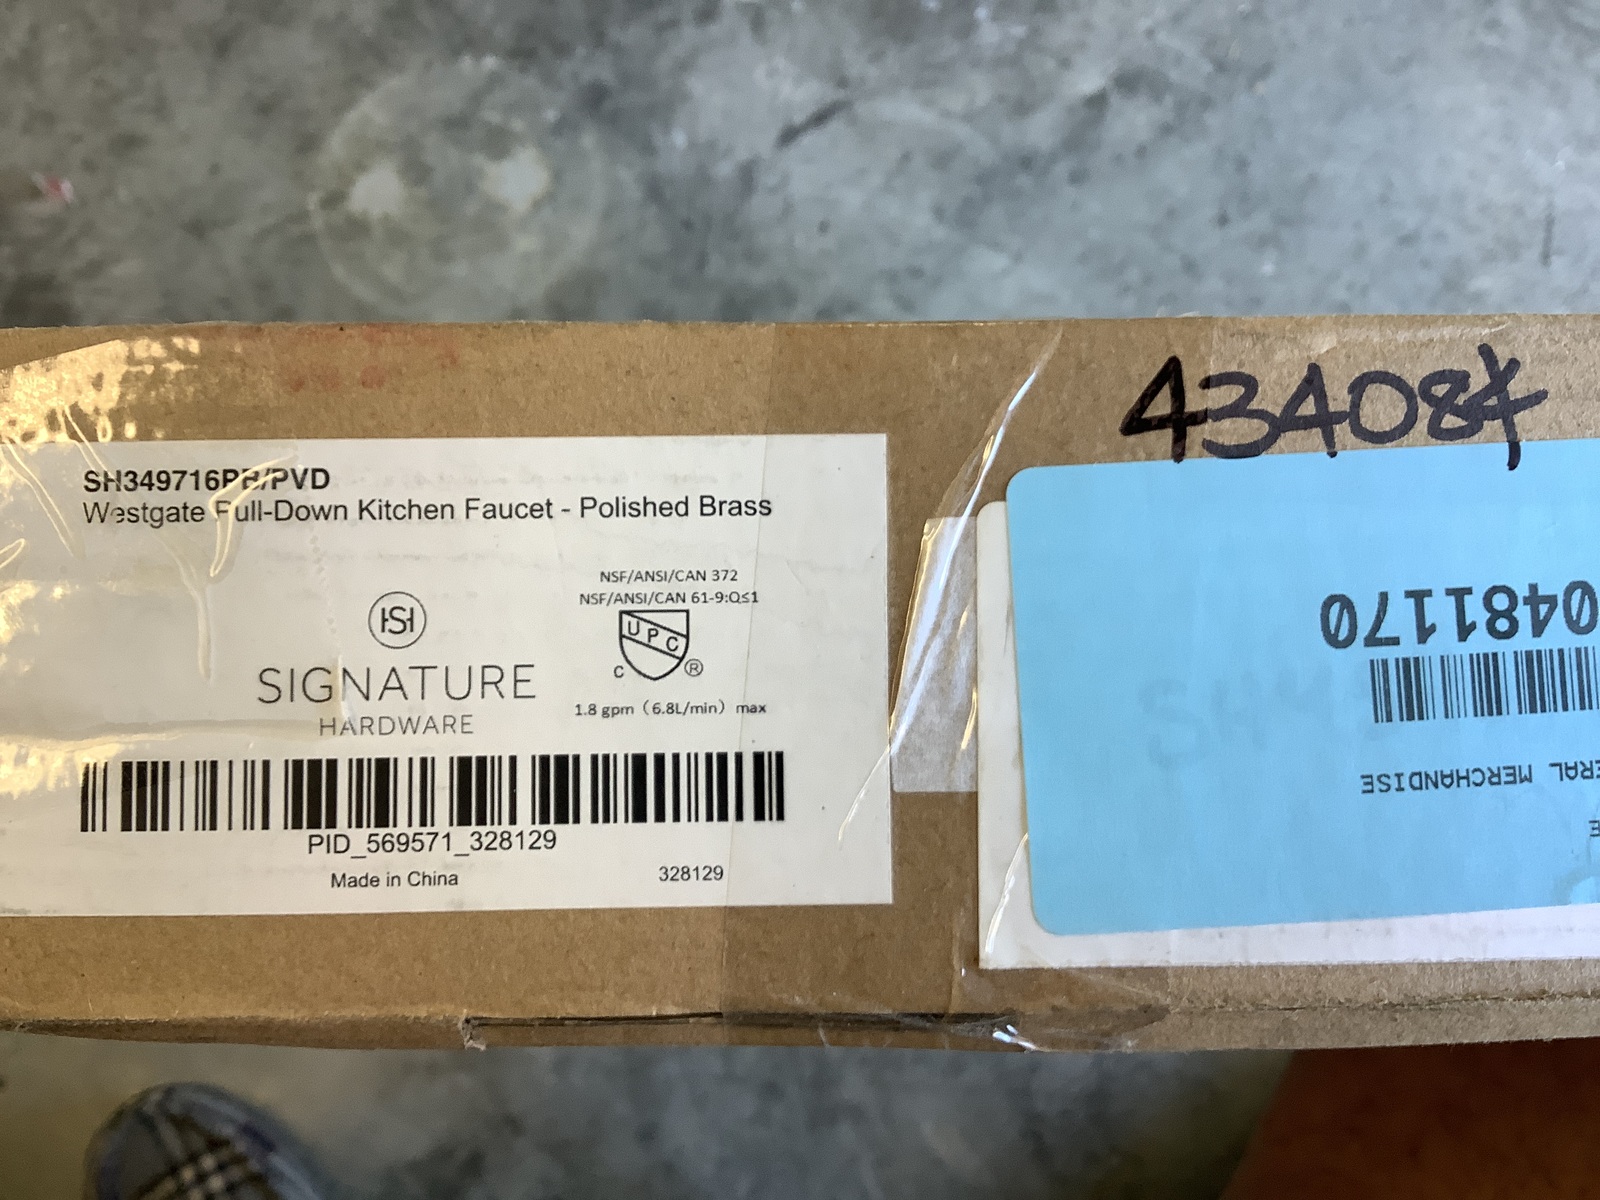 SH349716PB/PVD
Westgate Pull-Down Kitchen Faucet - Polished Brass
NSF/ANSI/CAN 372
NSF/ANSI/CAN 61-9:Q≤1
UPC
C ®
SIGNATURE
HARDWARE
1.8 gpm (6.8L/min) max
PID_569571_328129
Made in China
328129
0481170
MERCHANDISE